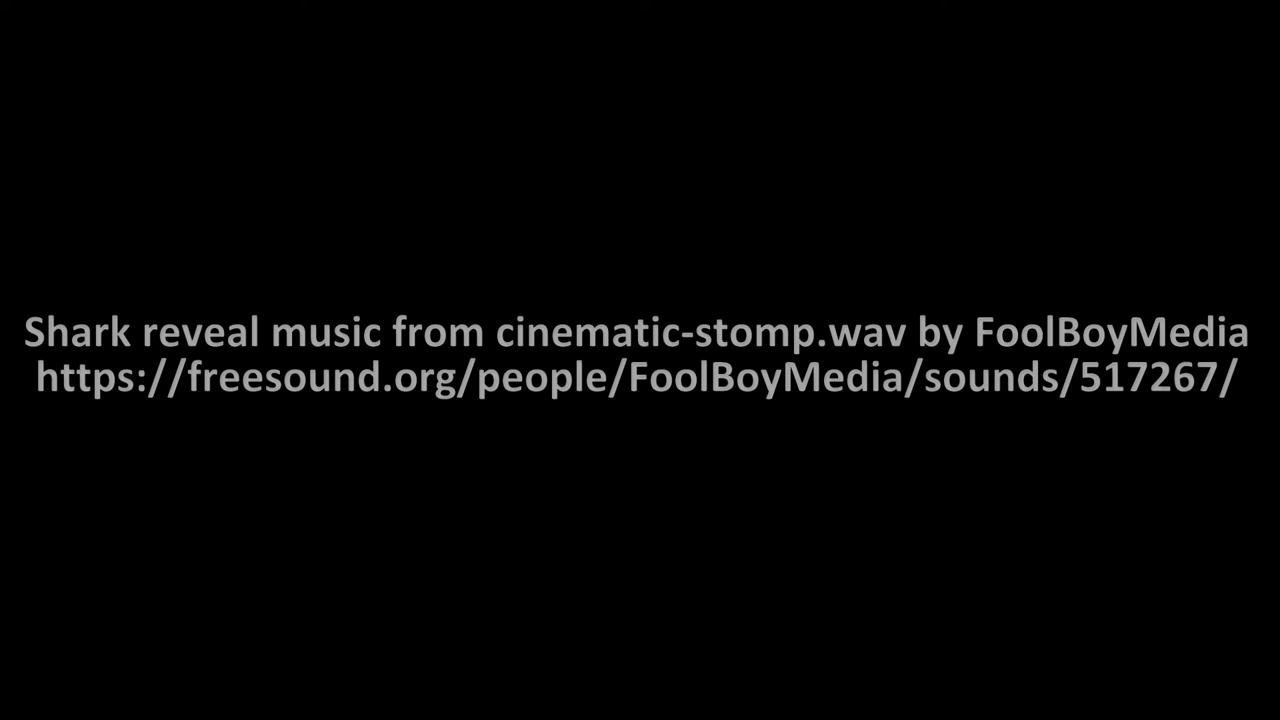 Shark reveal music from cinematic-stomp.wav by FoolBoyMedia
https://freesound.org/people/FoolBoyMedia/sounds/517267/